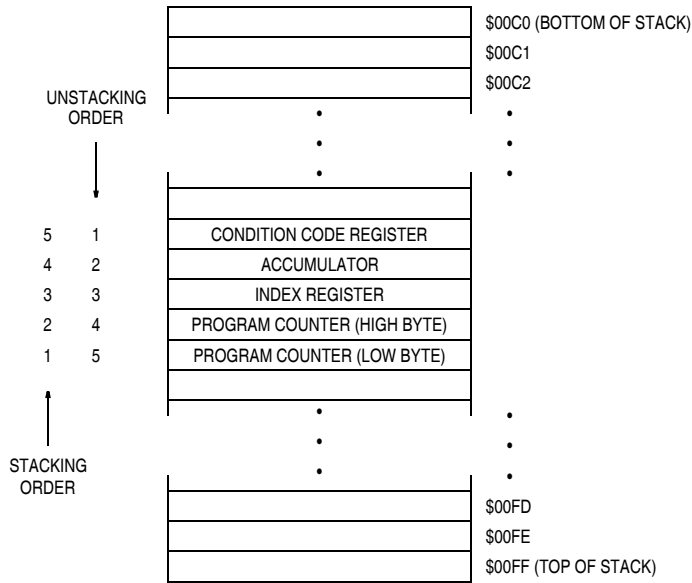 $00C0 (BOTTOM OF STACK)
$00C1
$00C2
UNSTACKING
ORDER
5 1 CONDITION CODE REGISTER
4 2 ACCUMULATOR
3 3 INDEX REGISTER
2 4 PROGRAM COUNTER (HIGH BYTE)
1 5 PROGRAM COUNTER (LOW BYTE)
STACKING
ORDER
$00FD
$00FE
$00FF (TOP OF STACK)